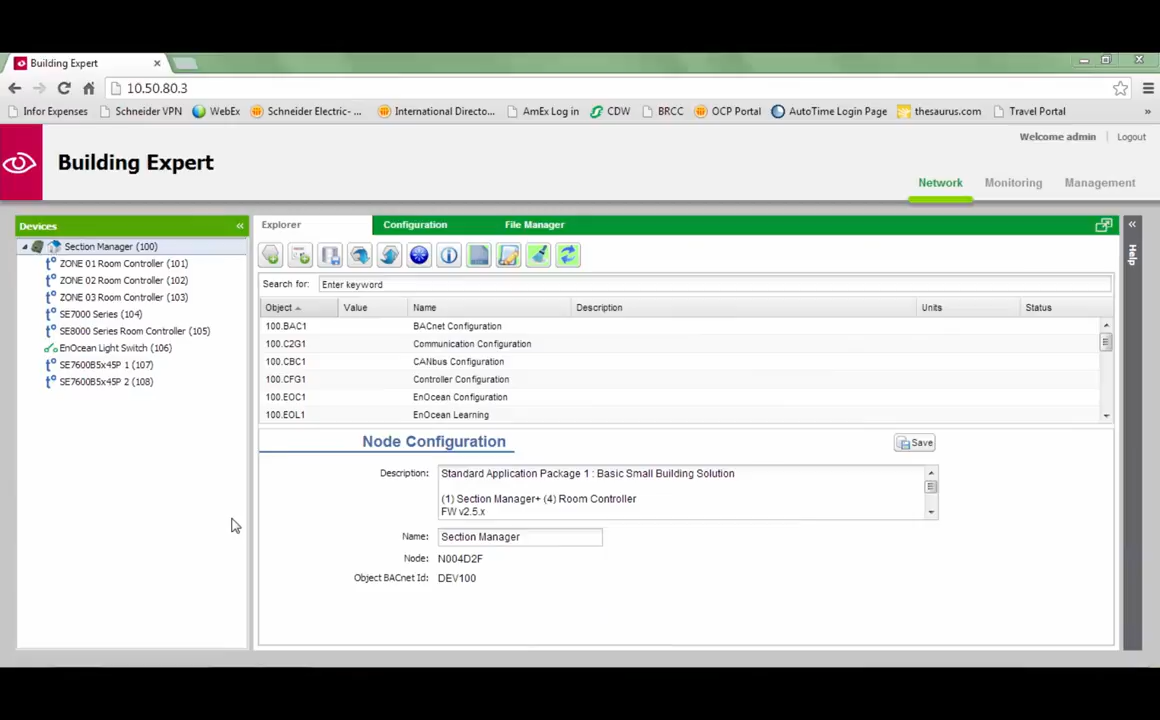 Building Expert
10.50.80.3
Infor Expenses Schneider VPN WebEx Schneider Electric-... International Directo... AmEx Log in CDW BRCC OCP Portal AutoTime Login Page thesaurus.com Travel Portal »
Welcome admin Logout
Building Expert
Network Monitoring Management
Devices «
Explorer Configuration File Manager «
Help
Section Manager (100)
ZONE 01 Room Controller (101)
ZONE 02 Room Controller (102)
ZONE 03 Room Controller (103)
SE7000 Series (104)
SE8000 Series Room Controller (105)
EnOcean Light Switch (106)
SE7600B5x45P 1 (107)
SE7600B5x45P 2 (108)
Search for: Enter keyword
Object Value Name Description Units Status
100.BAC1 BACnet Configuration
100.C2G1 Communication Configuration
100.CBC1 CANbus Configuration
100.CFG1 Controller Configuration
100.EOC1 EnOcean Configuration
100.EOL1 EnOcean Learning
Node Configuration Save
Description: Standard Application Package 1 : Basic Small Building Solution
(1) Section Manager+ (4) Room Controller
FW v2.5.x
Name: Section Manager
Node: N004D2F
Object BACnet Id: DEV100